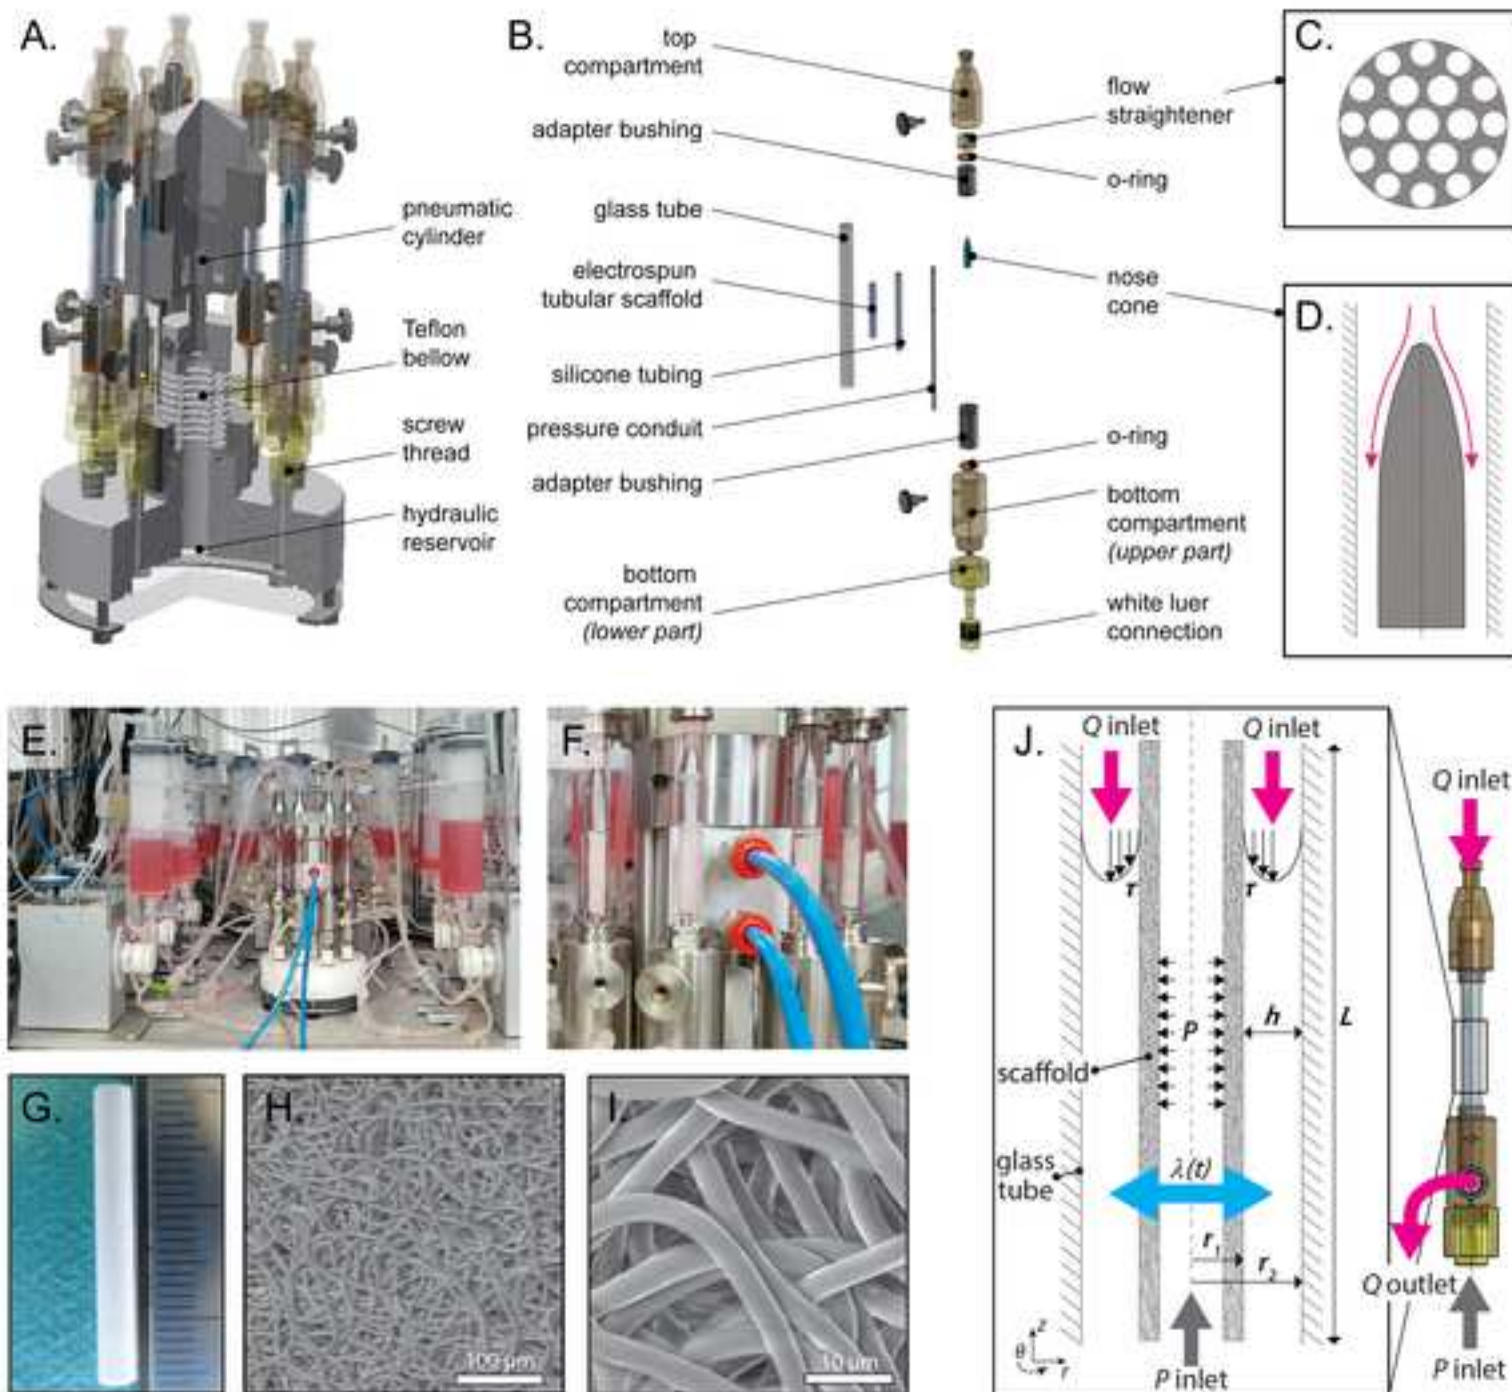 A.
pneumatic
cylinder
Teflon
bellow
screw
thread
hydraulic
reservoir
B.
top
compartment
adapter bushing
glass tube
electrospun
tubular scaffold
silicone tubing
pressure conduit
adapter bushing
bottom
compartment
(lower part)
flow
straightener
o-ring
nose
cone
o-ring
bottom
compartment
(upper part)
white luer
connection
C.
D.
E.
F.
G.
H.
100 µm
I.
10 µm
J.
Q inlet
Q inlet
τ
τ
P
h
L
scaffold
glass
tube
λ(t)
r1
r2
z
θ
r
P inlet
Q inlet
Q outlet
P inlet